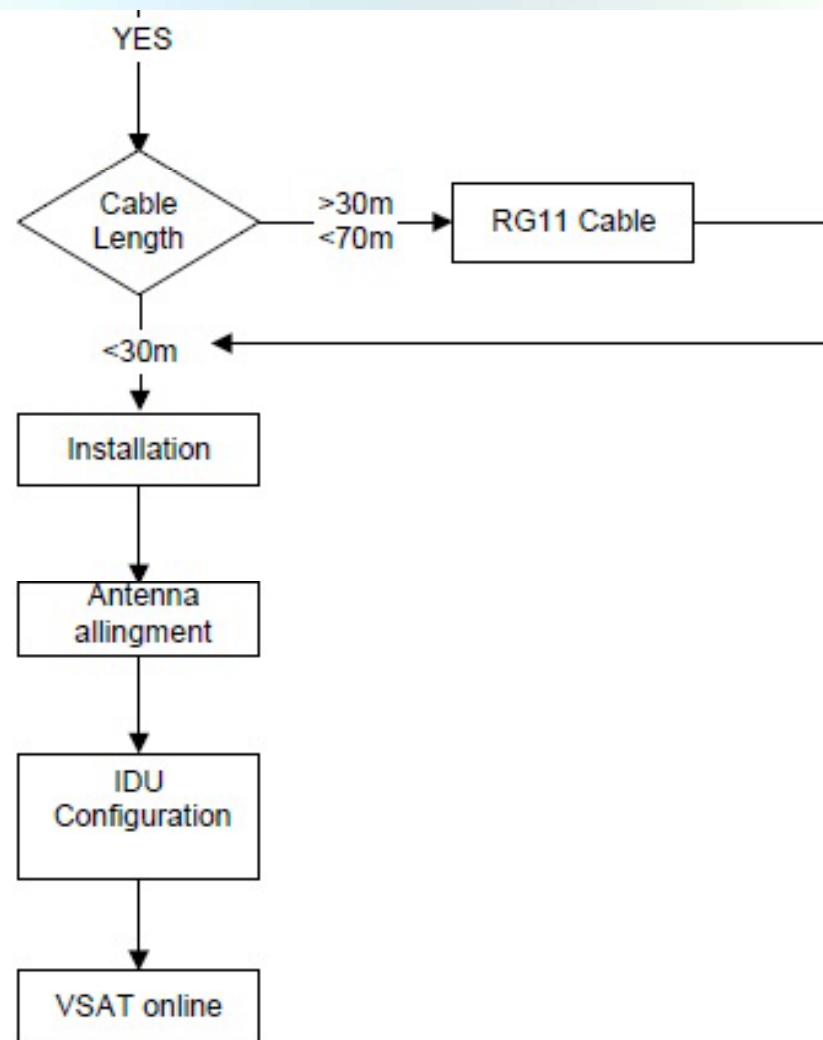 YES
Cable
Length
>30m
<70m
RG11 Cable
<30m
Installation
Antenna
allingment
IDU
Configuration
VSAT online